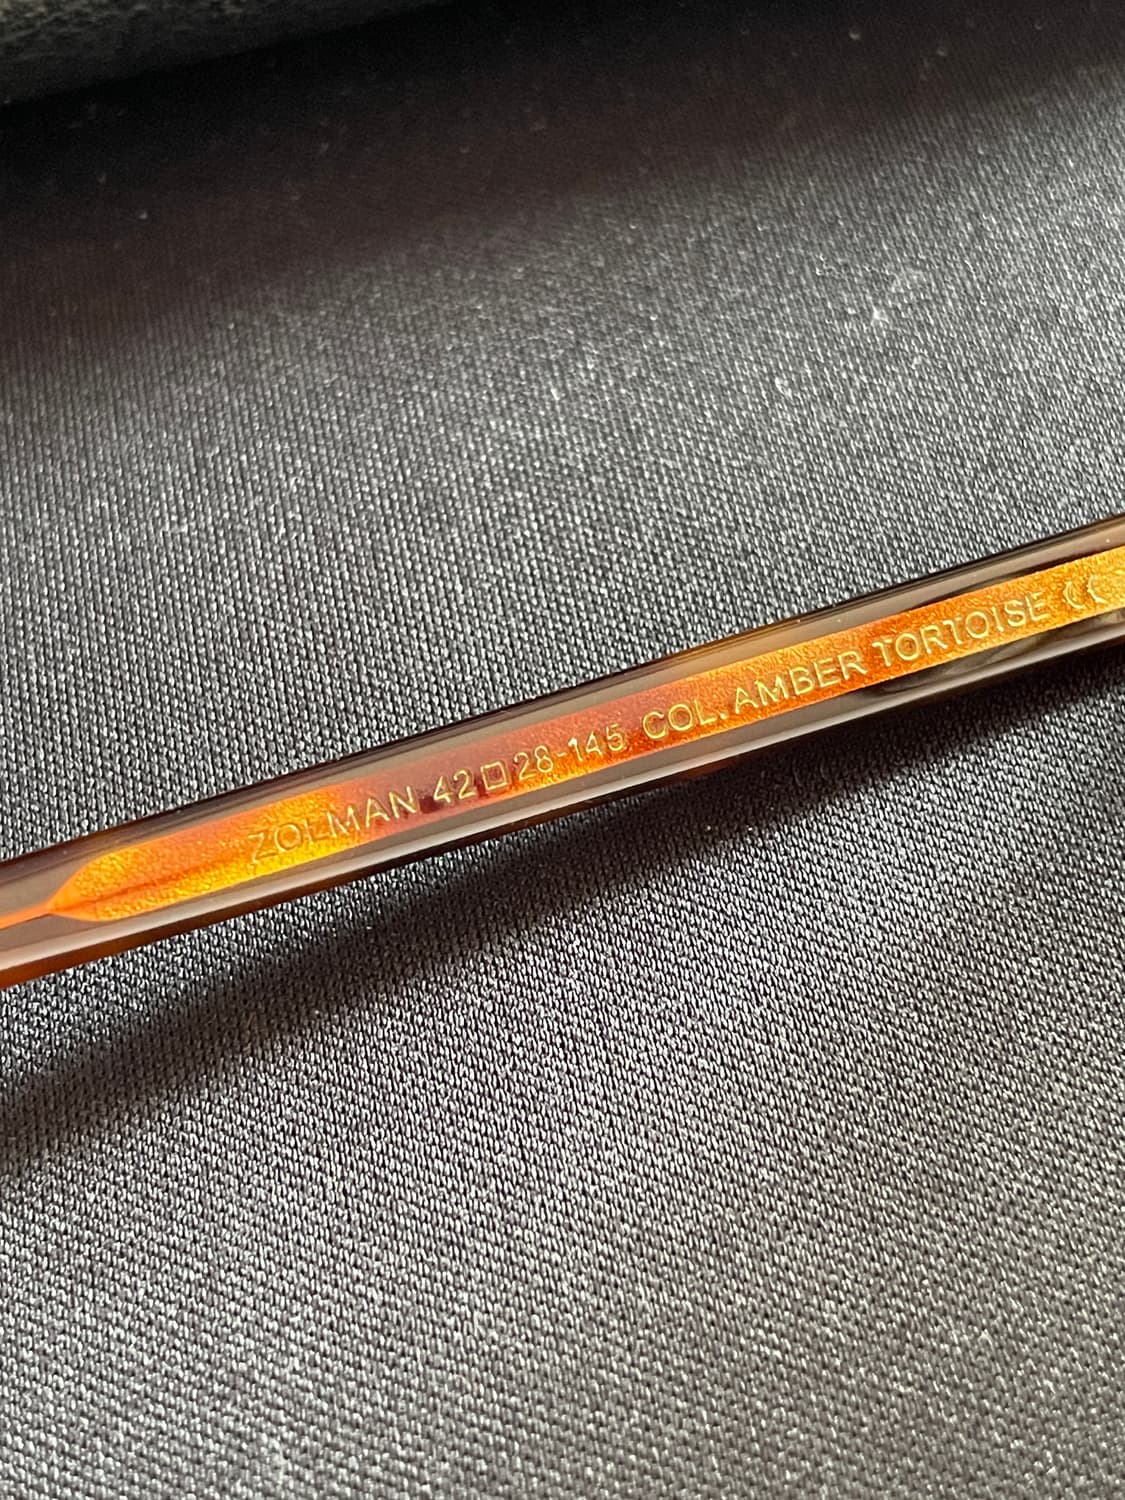 ZOLMAN 42□28-145 COL. AMBER TORTOISE CE